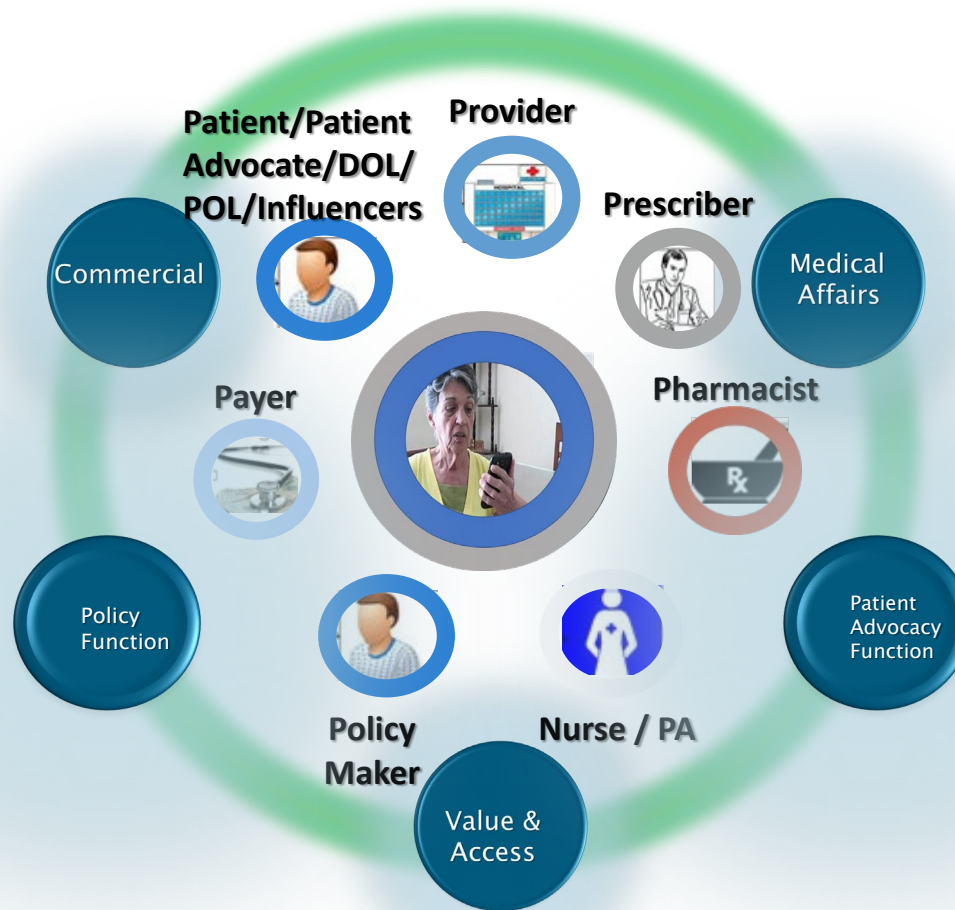 Provider
Patient/Patient
Advocate/DOL/
POL/Influencers
HOSPITAL
Prescriber
Commercial
Medical
Affairs
Payer
Pharmacist
Rx
Policy
Function
Patient
Advocacy
Function
Policy
Maker
Nurse / PA
Value &
Access